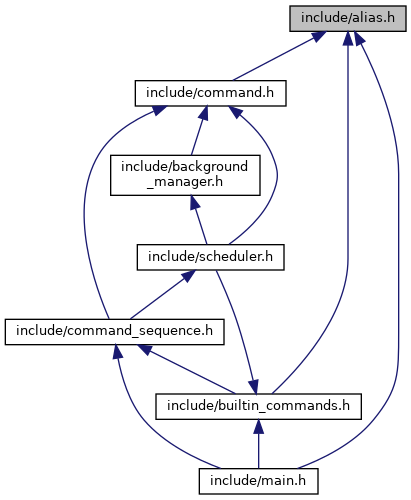 include/alias.h
include/command.h
include/background
_manager.h
include/scheduler.h
include/command_sequence.h
include/builtin_commands.h
include/main.h